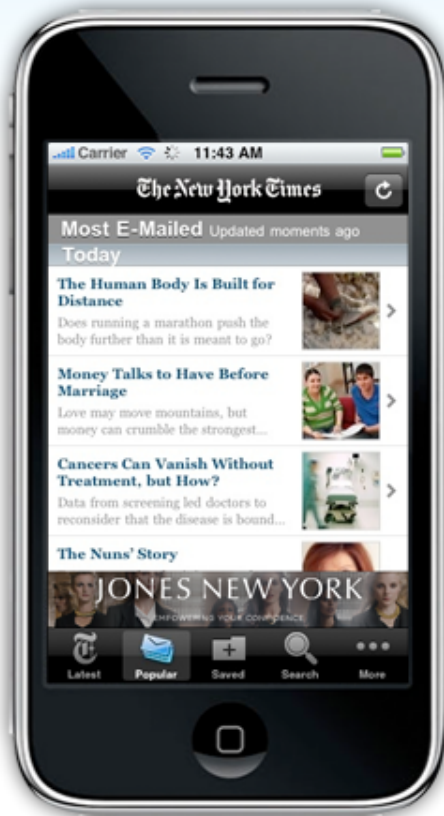 Carrier 11:43 AM
The New York Times
Most E-Mailed Updated moments ago
Today
The Human Body Is Built for
Distance
Does running a marathon push the
body further than it is meant to go?
Money Talks to Have Before
Marriage
Love may move mountains, but
money can crumble the strongest...
Cancers Can Vanish Without
Treatment, but How?
Data from screening led doctors to
reconsider that the disease is bound...
The Nuns' Story
JONES NEW YORK
EMPOWERING YOUR CONFIDENCE
Latest Popular Saved Search More